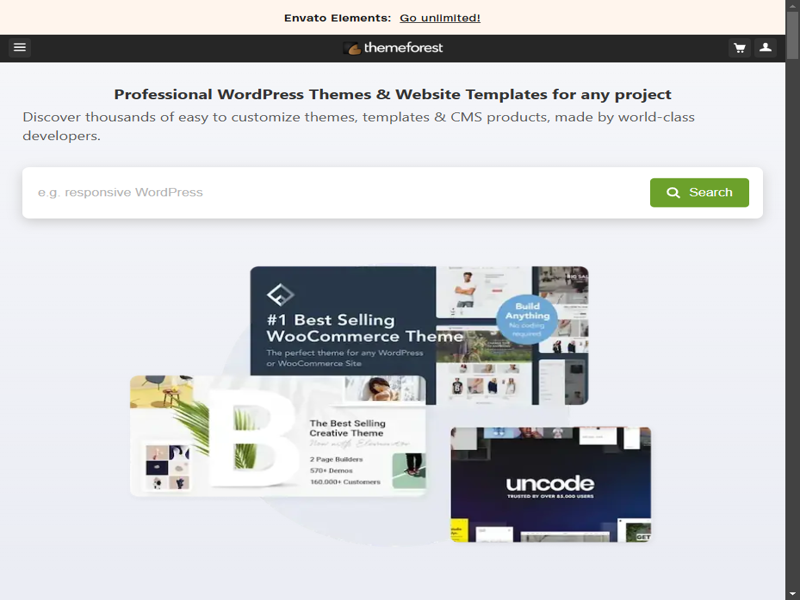 Envato Elements: Go unlimited!
themeforest
Professional WordPress Themes & Website Templates for any project
Discover thousands of easy to customize themes, templates & CMS products, made by world-class
developers.
e.g. responsive WordPress
Search
#1 Best Selling
WooCommerce Theme
The perfect theme for any WordPress
or WooCommerce Site
Build
Anything
No coding
required!
The Best Selling
Creative Theme
Now with Elementor
2 Page Builders
570+ Demos
160,000+ Customers
B
uncode
TRUSTED BY OVER 83.000 USERS
GET